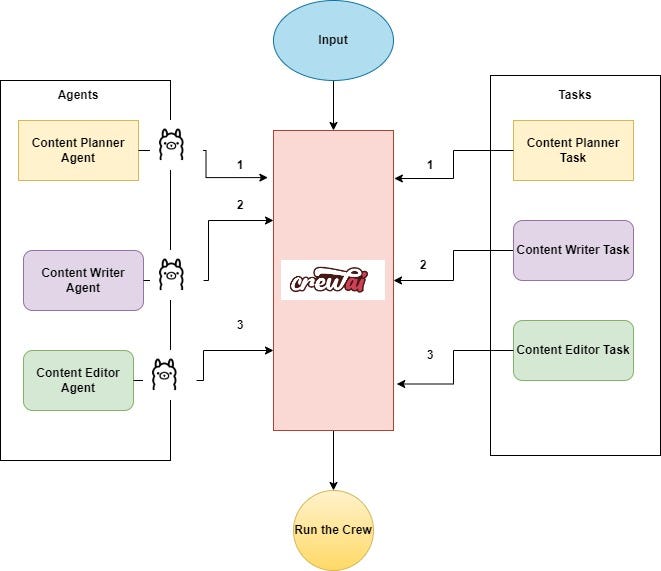 Input
Agents
Content Planner
Agent
1
2
Content Writer
Agent
3
Content Editor
Agent
crewai
Tasks
1
Content Planner
Task
2
Content Writer Task
3
Content Editor Task
Run the Crew